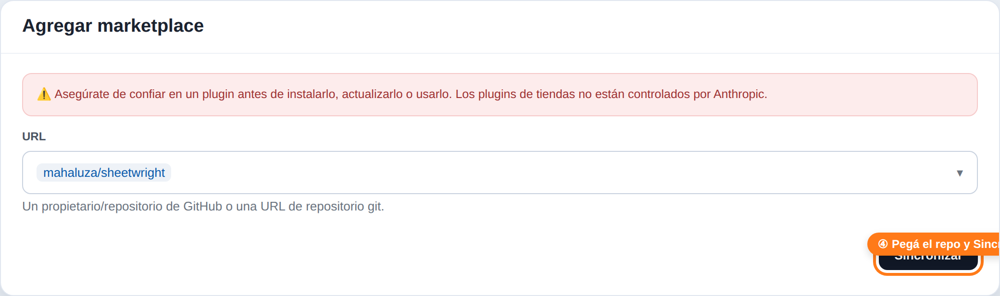 Agregar marketplace
⚠️ Asegúrate de confiar en un plugin antes de instalarlo, actualizarlo o usarlo. Los plugins de tiendas no están controlados por Anthropic.
URL
mahaluza/sheetwright ▼
Un propietario/repositorio de GitHub o una URL de repositorio git.
④ Pegá el repo y Sincr
Sincronizar